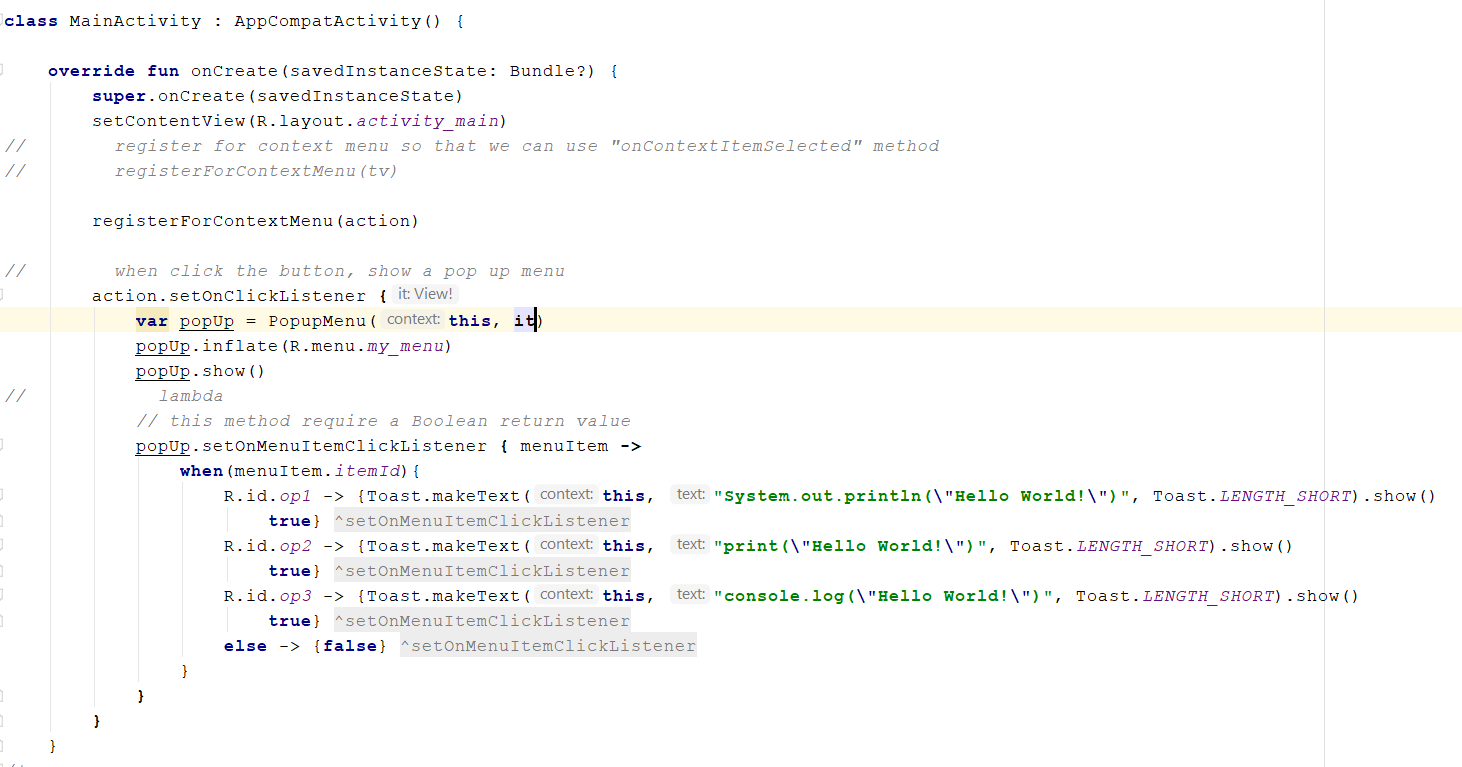 class MainActivity : AppCompatActivity() {
override fun onCreate(savedInstanceState: Bundle?) {
super.onCreate(savedInstanceState)
setContentView(R.layout.activity_main)
// register for context menu so that we can use "onContextItemSelected" method
// registerForContextMenu(tv)
registerForContextMenu(action)
// when click the button, show a pop up menu
action.setOnClickListener { it: View!
var popUp = PopupMenu( context: this, it)
popUp.inflate(R.menu.my_menu)
popUp.show()
// lambda
// this method require a Boolean return value
popUp.setOnMenuItemClickListener { menuItem ->
when(menuItem.itemId){
R.id.op1 -> {Toast.makeText( context: this, text: "System.out.println(\"Hello World!\")", Toast.LENGTH_SHORT).show()
true} ^setOnMenuItemClickListener
R.id.op2 -> {Toast.makeText( context: this, text: "print(\"Hello World!\")", Toast.LENGTH_SHORT).show()
true} ^setOnMenuItemClickListener
R.id.op3 -> {Toast.makeText( context: this, text: "console.log(\"Hello World!\")", Toast.LENGTH_SHORT).show()
true} ^setOnMenuItemClickListener
else -> {false} ^setOnMenuItemClickListener
}
}
}
}